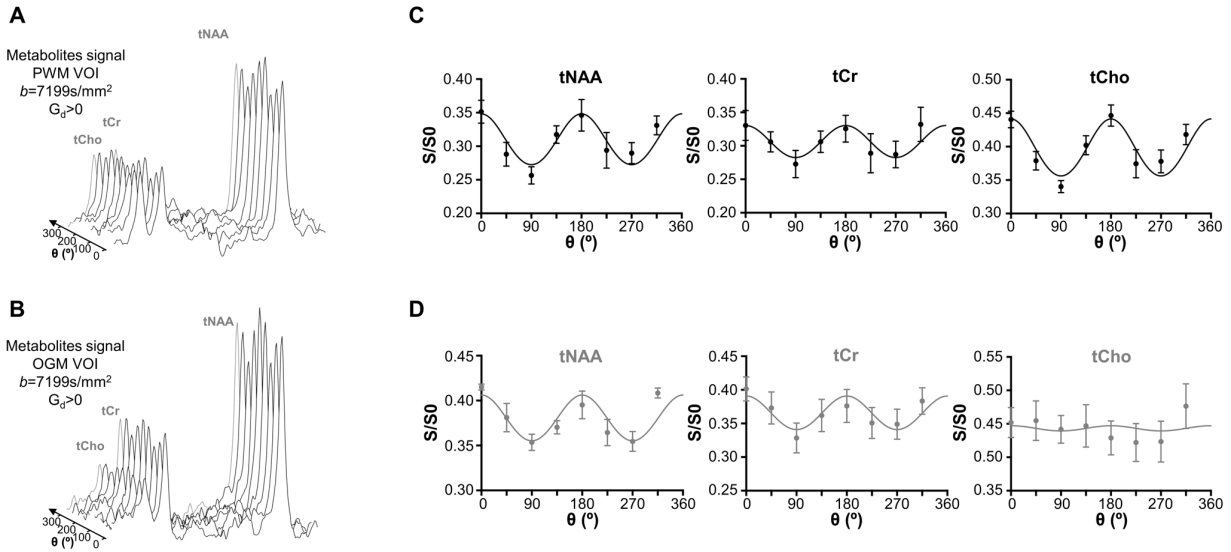 A
Metabolites signal
PWM VOI
b=7199s/mm²
Gd>0
tNAA
tCr
tCho
300
200
100
0
θ (º)
B
Metabolites signal
OGM VOI
b=7199s/mm²
Gd>0
tNAA
tCr
tCho
300
200
100
0
θ (º)
C
tNAA
S/S0
0.40
0.35
0.30
0.25
0.20
0 90 180 270 360
θ (º)
tCr
S/S0
0.40
0.35
0.30
0.25
0.20
0 90 180 270 360
θ (º)
tCho
S/S0
0.50
0.45
0.40
0.35
0.30
0 90 180 270 360
θ (º)
D
tNAA
S/S0
0.45
0.40
0.35
0.30
0 90 180 270 360
θ (º)
tCr
S/S0
0.45
0.40
0.35
0.30
0.25
0 90 180 270 360
θ (º)
tCho
S/S0
0.55
0.50
0.45
0.50
0.35
0 90 180 270 360
θ (º)